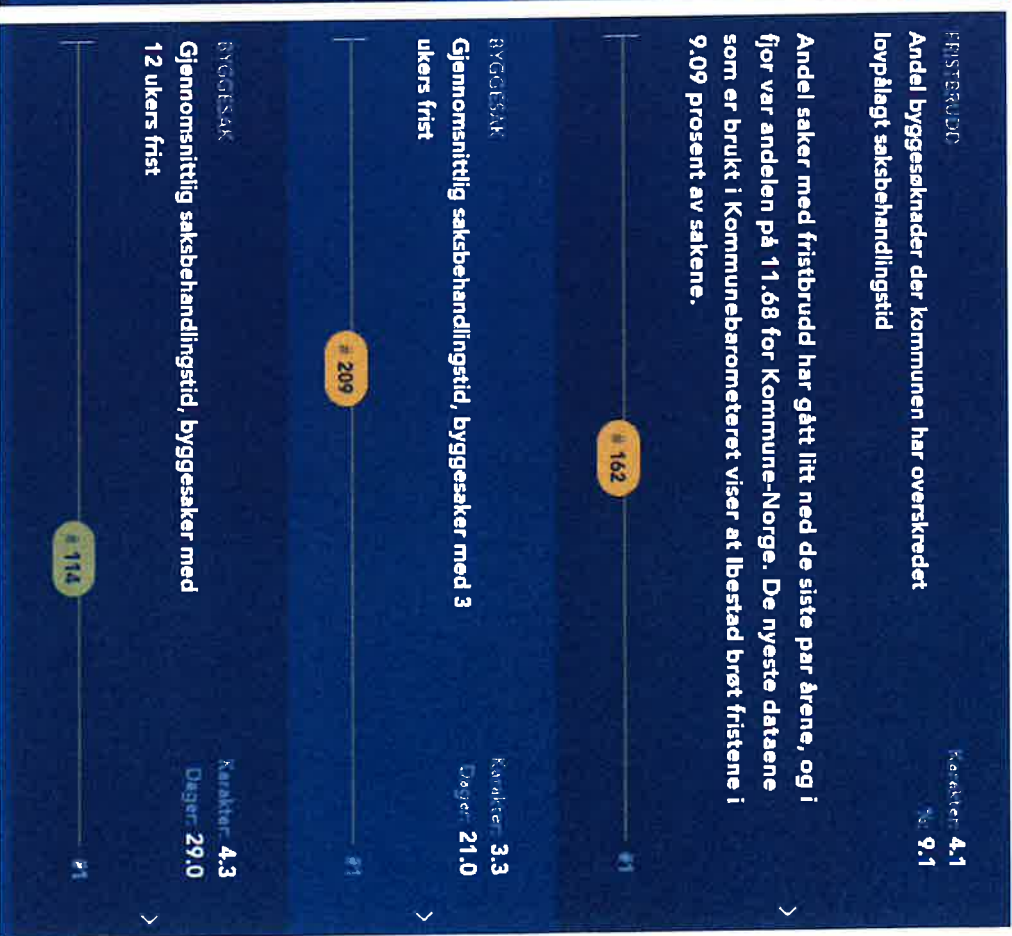 FRISTBRUDD
Andel byggesøknader der kommunen har overskredet
lovpålagt saksbehandlingstid
Karakter: 4.1
%: 9.1
Andel saker med fristbrudd har gått litt ned de siste par årene, og i
fjor var andelen på 11.68 for Kommune-Norge. De nyeste dataene
som er brukt i Kommunebarometeret viser at Ibestad brøt fristene i
9.09 prosent av sakene.
# 162
#1
BYGGESAK
Gjennomsnittlig saksbehandlingstid, byggesaker med 3
ukers frist
Karakter: 3.3
Dager: 21.0
# 209
#1
BYGGESAK
Gjennomsnittlig saksbehandlingstid, byggesaker med
12 ukers frist
Karakter: 4.3
Dager: 29.0
# 114
#1